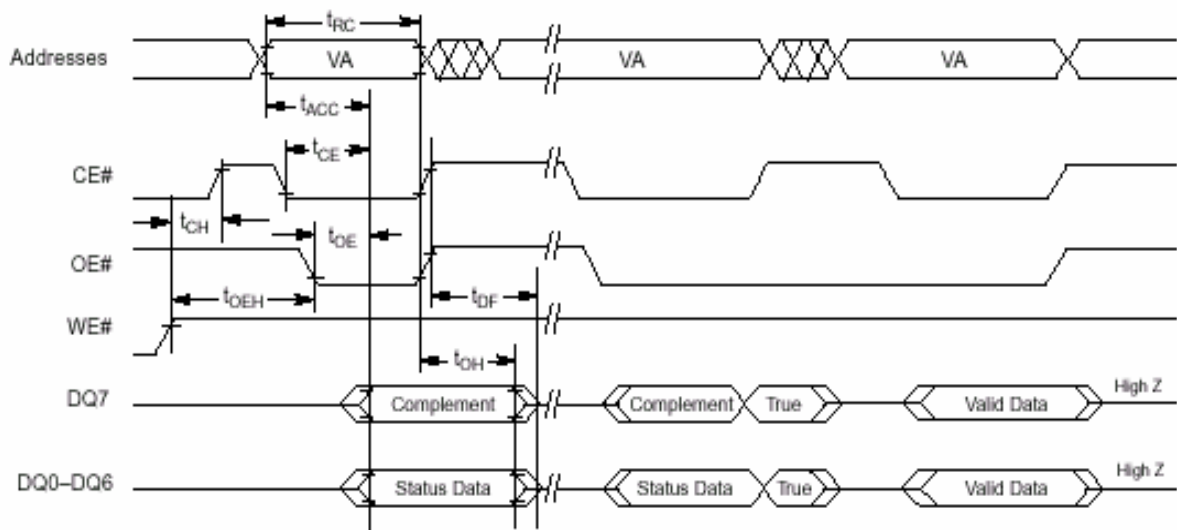 tRC
Addresses VA VA VA
tACC
tCE
CE#
tCH
tOE
OE#
tOEH tDF
WE#
tOH
DQ7 Complement Complement True Valid Data High Z
DQ0–DQ6 Status Data Status Data True Valid Data High Z